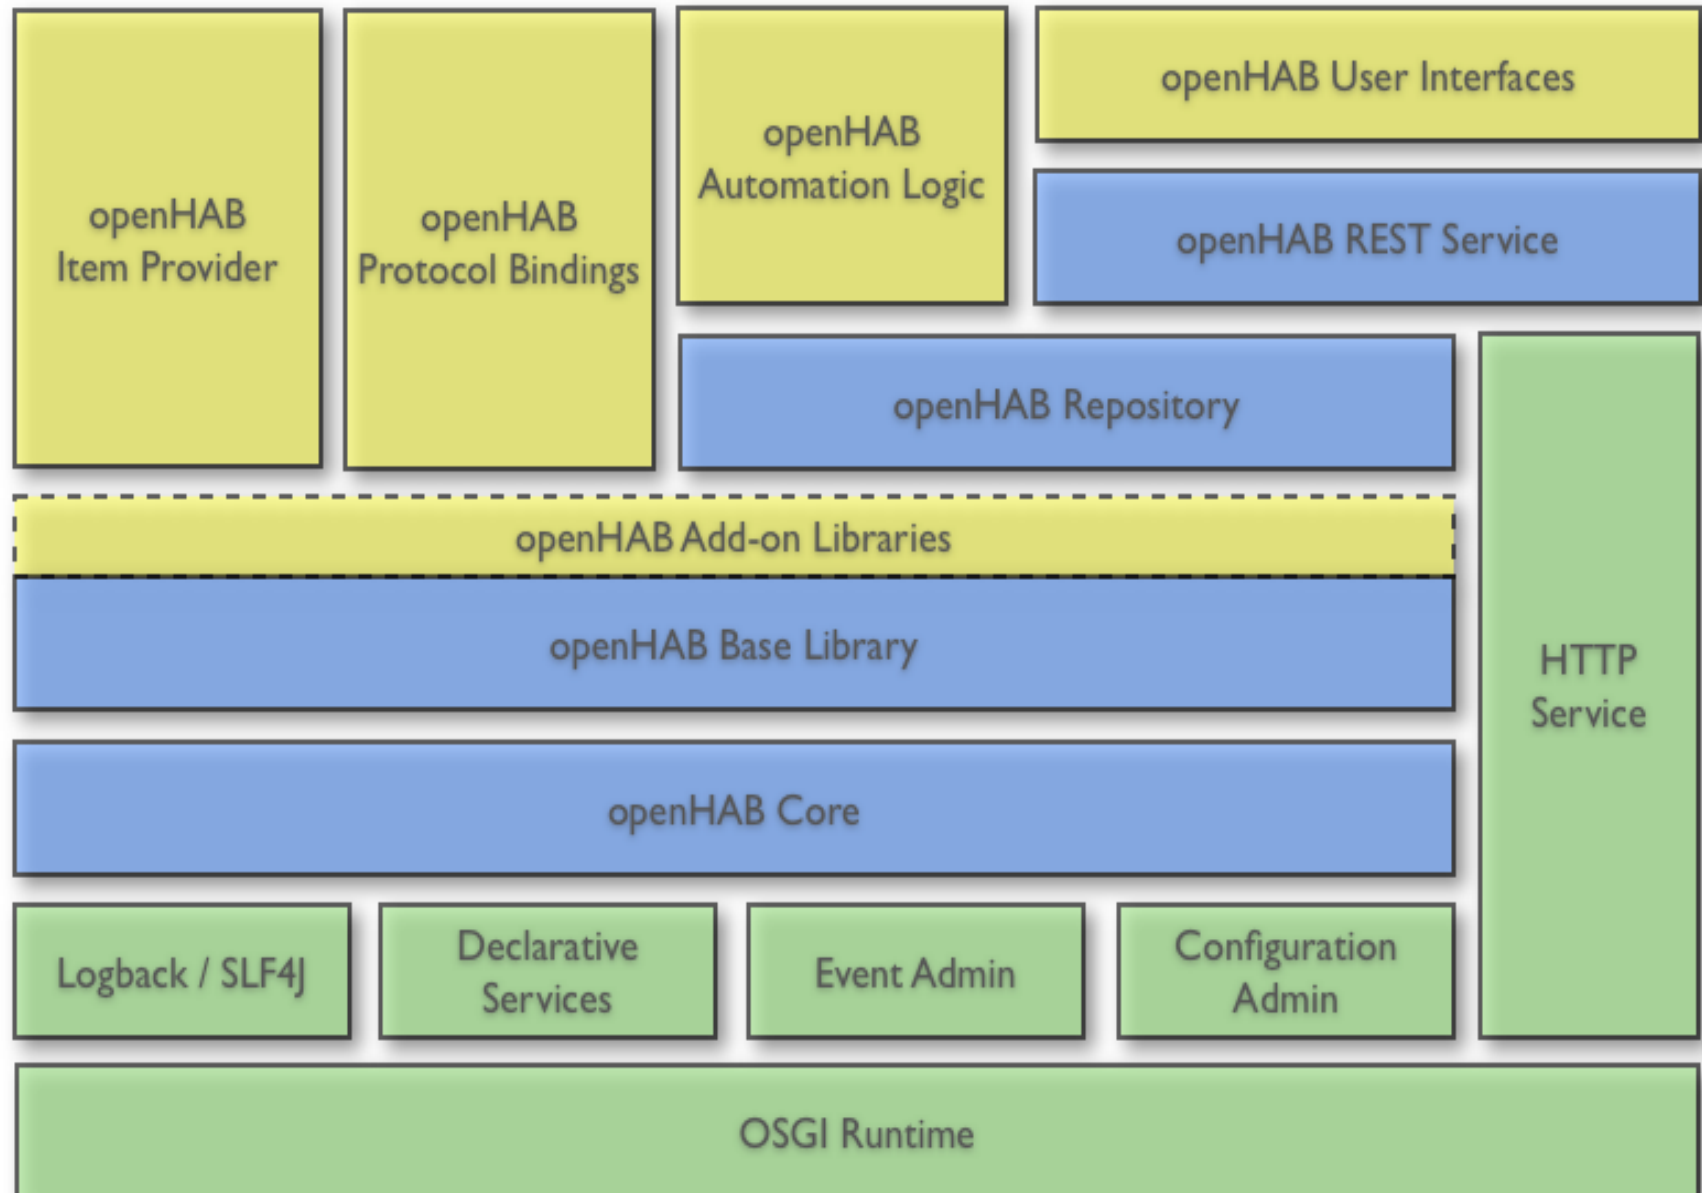 openHAB
Item Provider
openHAB
Protocol Bindings
openHAB
Automation Logic
openHAB User Interfaces
openHAB REST Service
openHAB Repository
openHAB Add-on Libraries
openHAB Base Library
HTTP
Service
openHAB Core
Logback / SLF4J
Declarative
Services
Event Admin
Configuration
Admin
OSGI Runtime